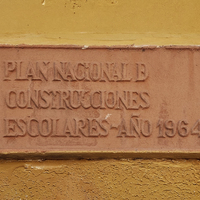 PLAN NACIONAL D
CONSTRUCCIONES
ESCOLARES-AÑO 1964